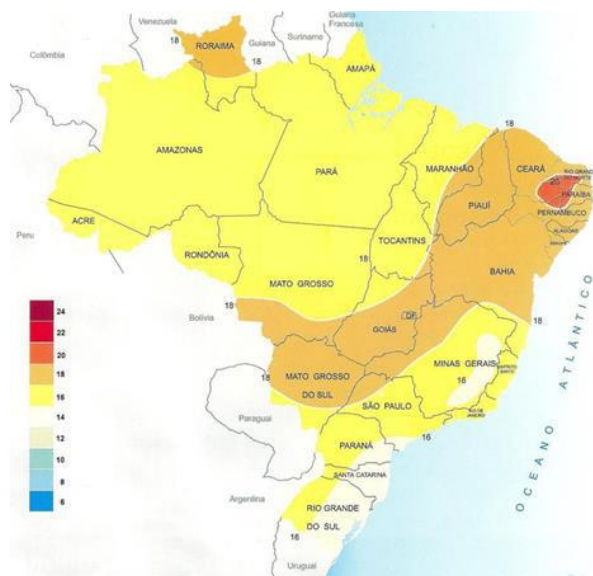 Venezuela
Guiana
Francesa
Suriname
Guiana
Colômbia
18
RORAIMA
18
AMAPÁ
AMAZONAS
PARÁ
MARANHÃO
18
CEARÁ
RIO GRANDE
DO NORTE
20
PARAÍBA
PERNAMBUCO
ALAGOAS
PIAUÍ
ACRE
Peru
RONDÔNIA
TOCANTINS
18
MATO GROSSO
BAHIA
18
Bolívia
GOIÁS
DF
18
MINAS GERAIS
16
ESPÍRITO
SANTO
18
MATO GROSSO
DO SUL
SÃO PAULO
RIO DE
JANEIRO
16
Paraguai
PARANÁ
SANTA CATARINA
Argentina
RIO GRANDE
DO SUL
16
Uruguai
OCEANO ATLÂNTICO
24
22
20
18
16
14
12
10
8
6